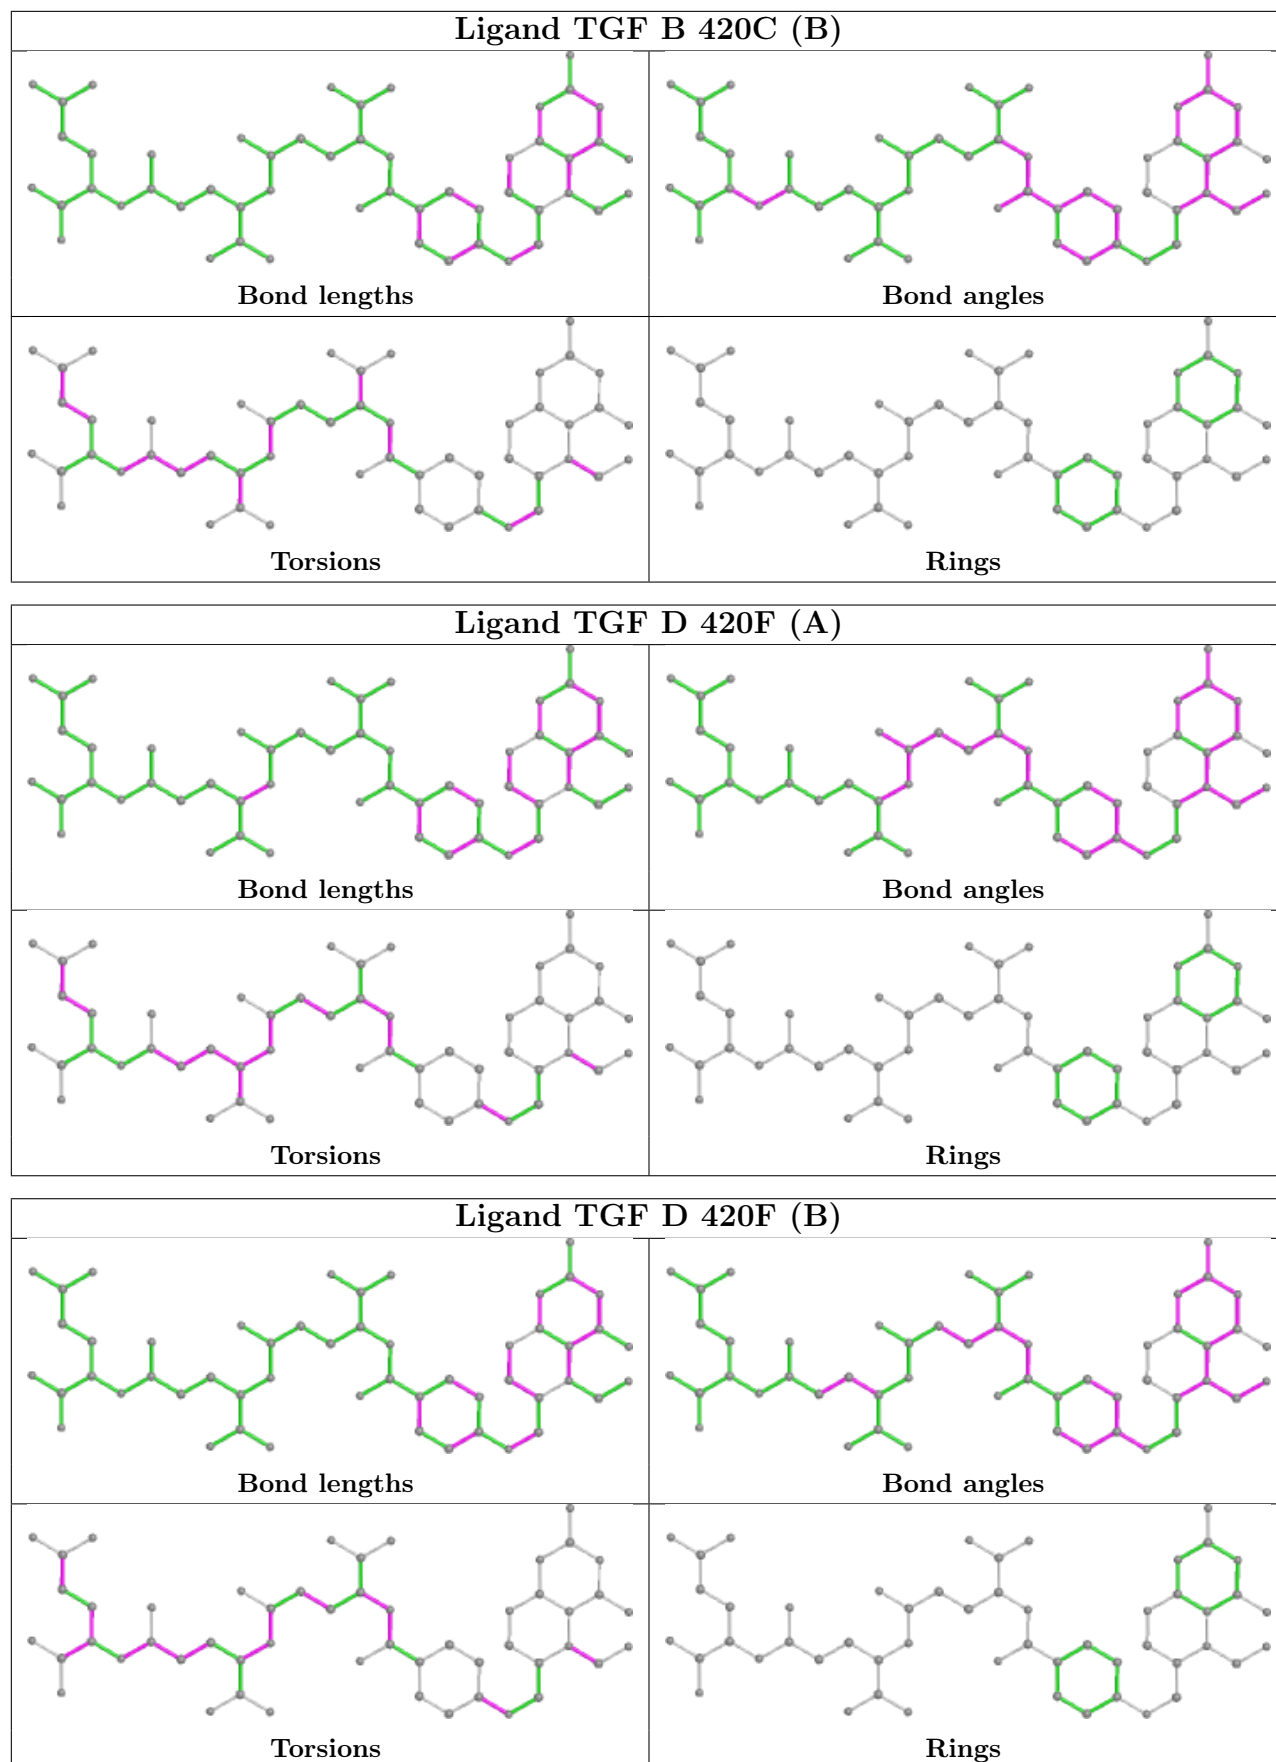 Ligand TGF B 420C (B)
Bond lengths
Bond angles
Torsions
Rings
Ligand TGF D 420F (A)
Bond lengths
Bond angles
Torsions
Rings
Ligand TGF D 420F (B)
Bond lengths
Bond angles
Torsions
Rings